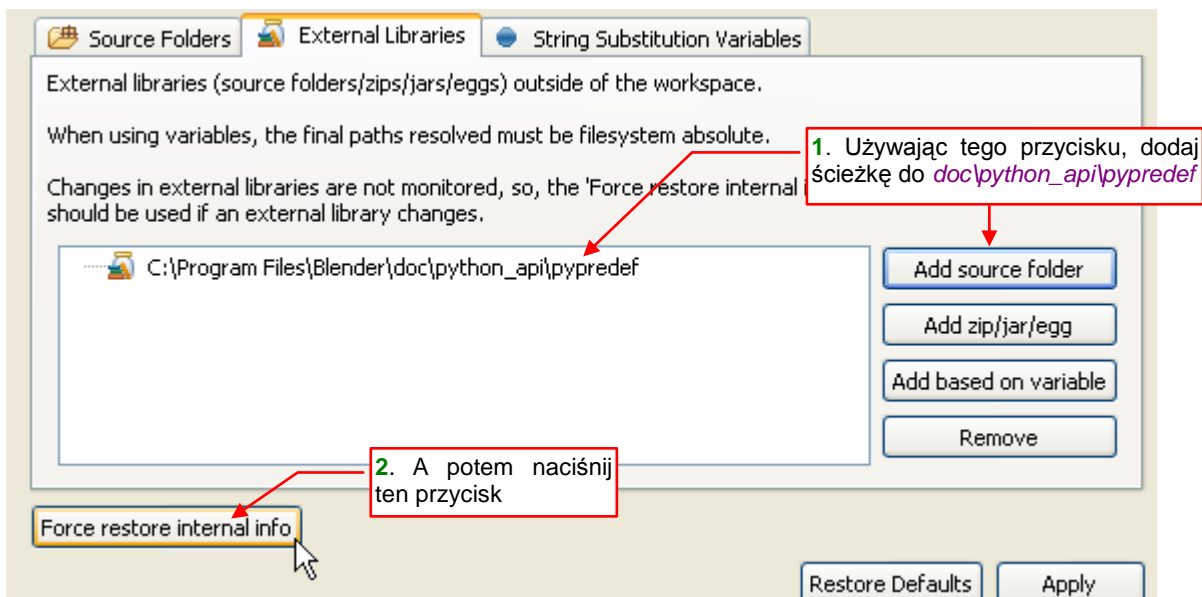 Source Folders
External Libraries
String Substitution Variables
External libraries (source folders/zips/jars/eggs) outside of the workspace.
When using variables, the final paths resolved must be filesystem absolute.
1. Używając tego przycisku, dodaj
ścieżkę do doc\python_api\pypredef
Changes in external libraries are not monitored, so, the 'Force restore internal i
should be used if an external library changes.
C:\Program Files\Blender\doc\python_api\pypredef
Add source folder
Add zip/jar/egg
Add based on variable
Remove
2. A potem naciśnij
ten przycisk
Force restore internal info
Restore Defaults
Apply